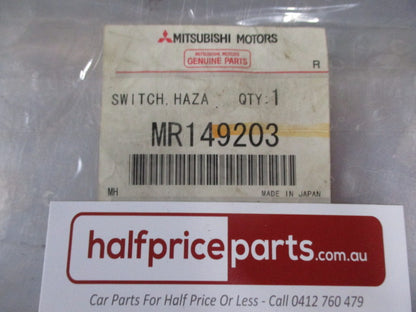 MITSUBISHI MOTORS
MITSUBISHI MOTORS
GENUINE PARTS
R
SWITCH, HAZA QTY:1
MR149203
MH MADE IN JAPAN
halfpriceparts.com.au
Car Parts For Half Price Or Less - Call 0412 760 479